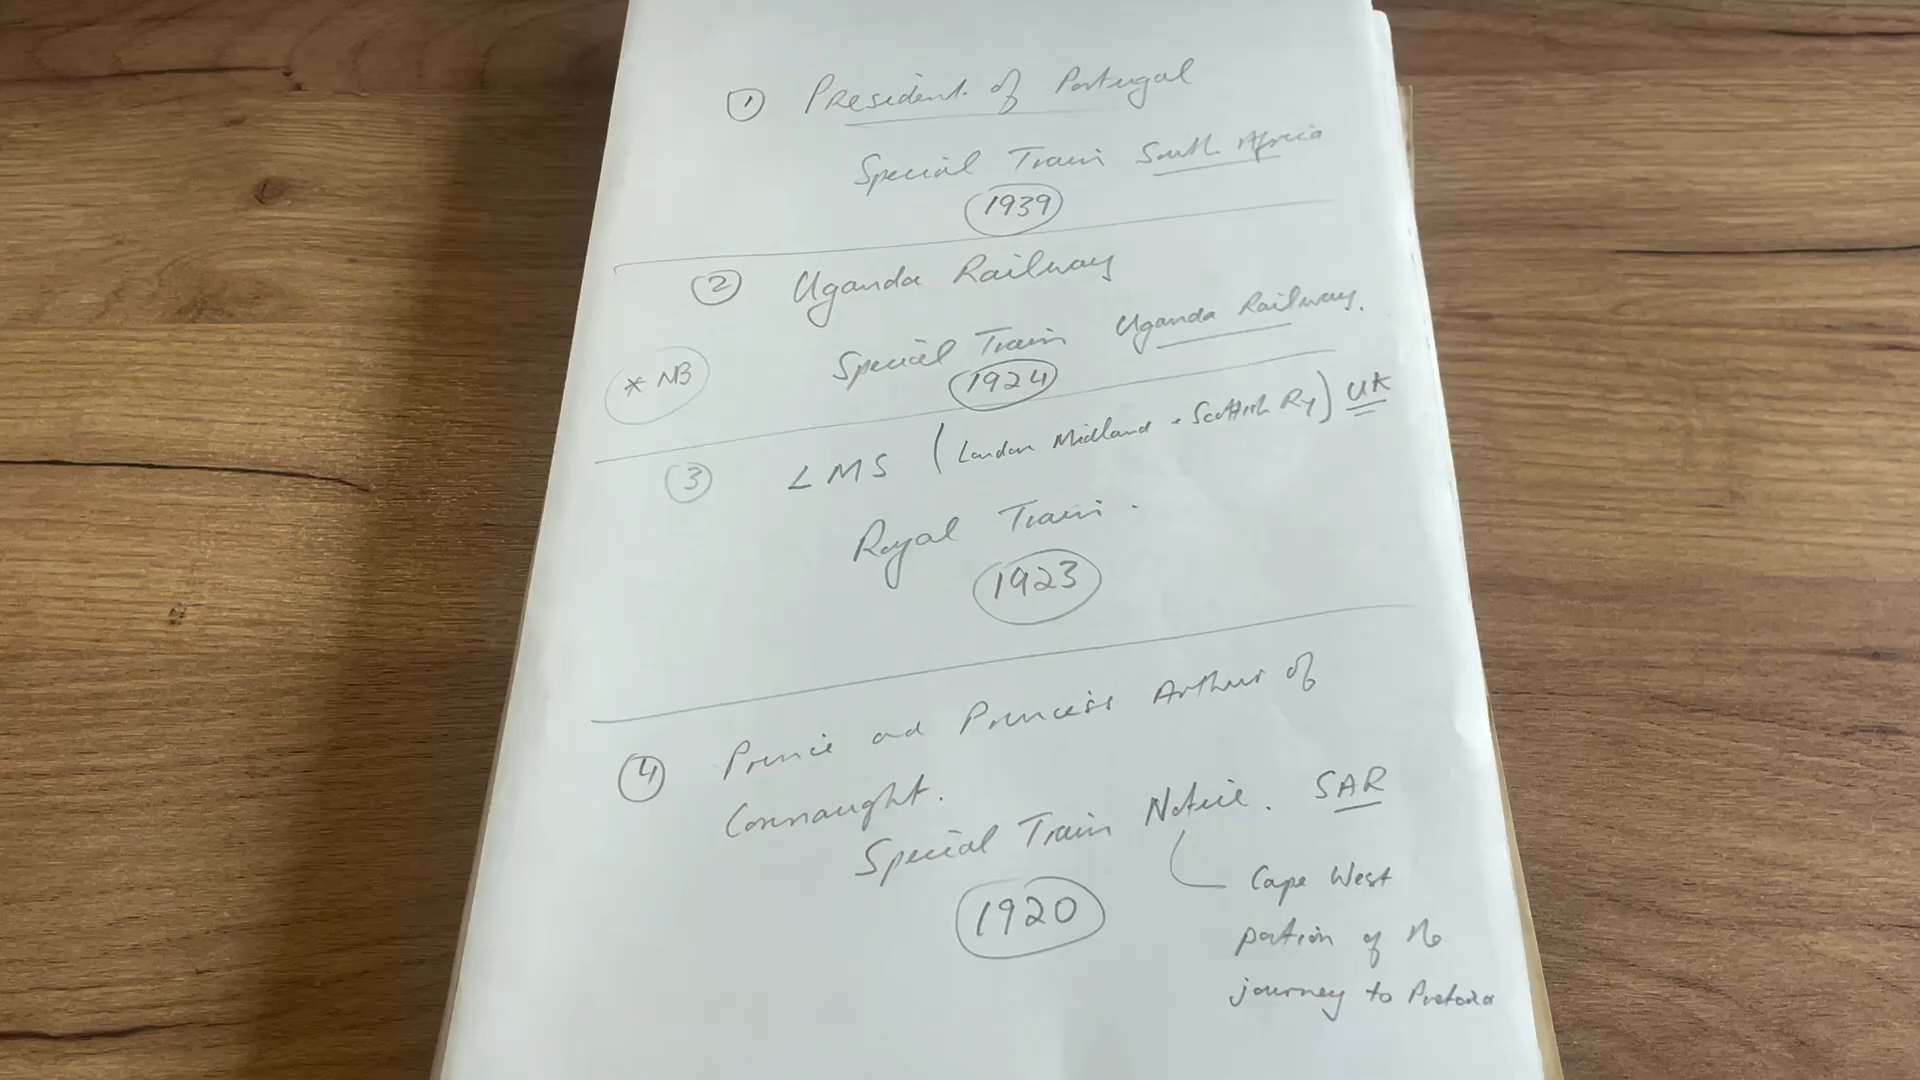 ① President of Portugal
Special Train South Africa
1939
② Uganda Railway
Special Train Uganda Railway.
* NB
1924
③ LMS (London Midland + Scottish Ry) UK
Royal Train.
1923
④ Prince and Princess Arthur of
Connaught.
Special Train Notice. SAR
1920
Cape West
portion of the
journey to Pretoria